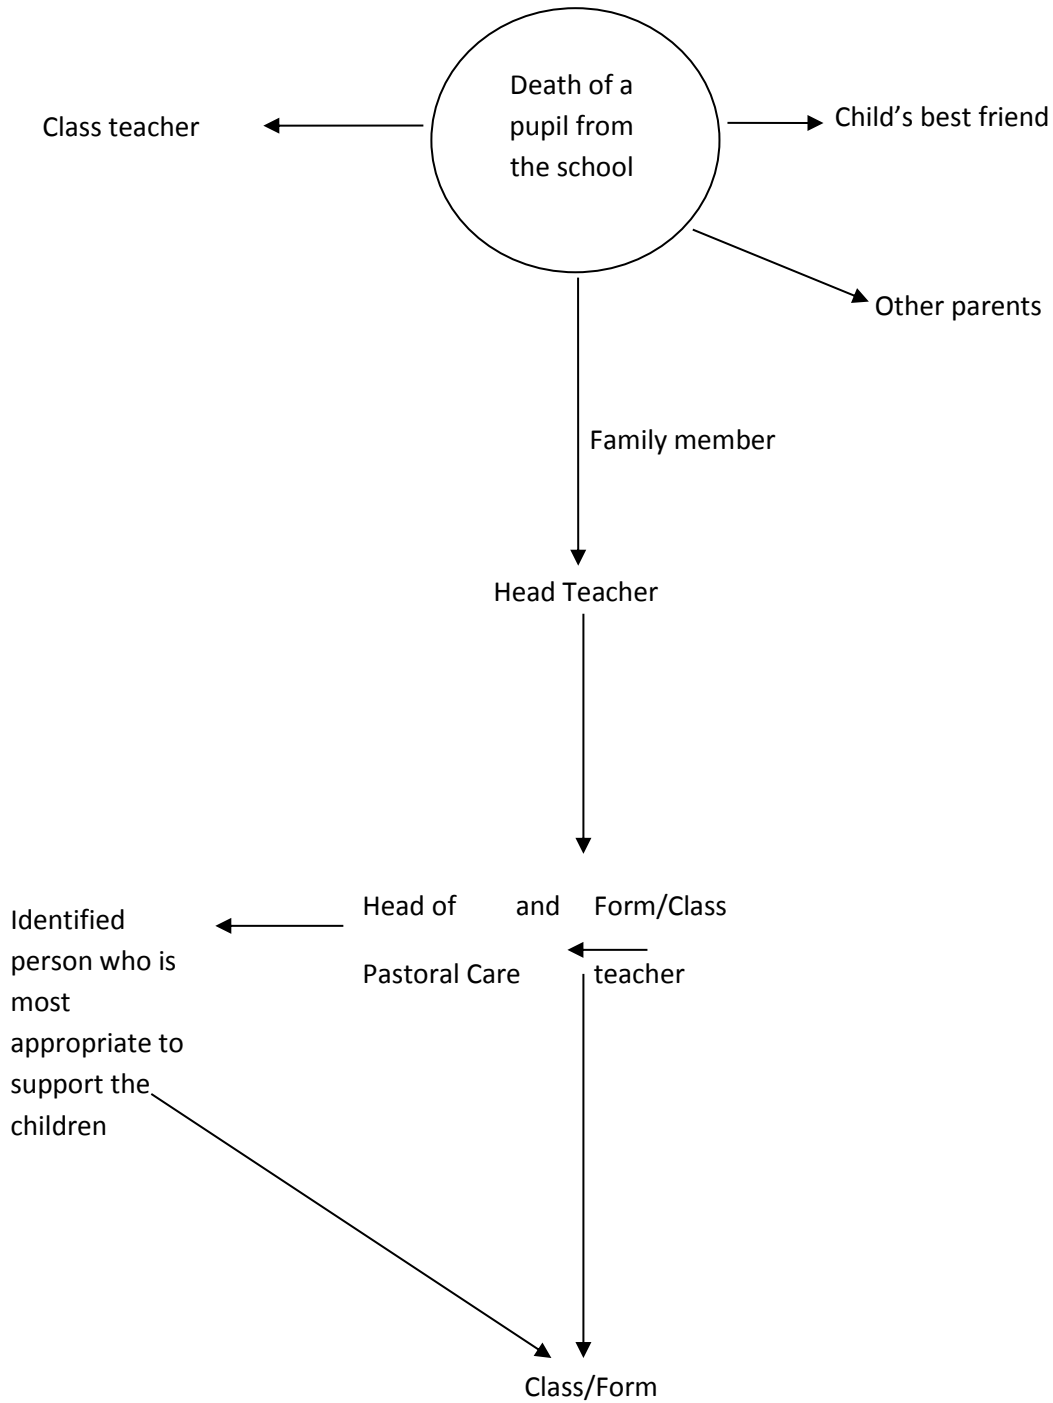 Death of a
pupil from
the school
Class teacher
Child’s best friend
Other parents
Family member
Head Teacher
Head of and Form/Class
Pastoral Care teacher
Identified
person who is
most
appropriate to
support the
children
Class/Form